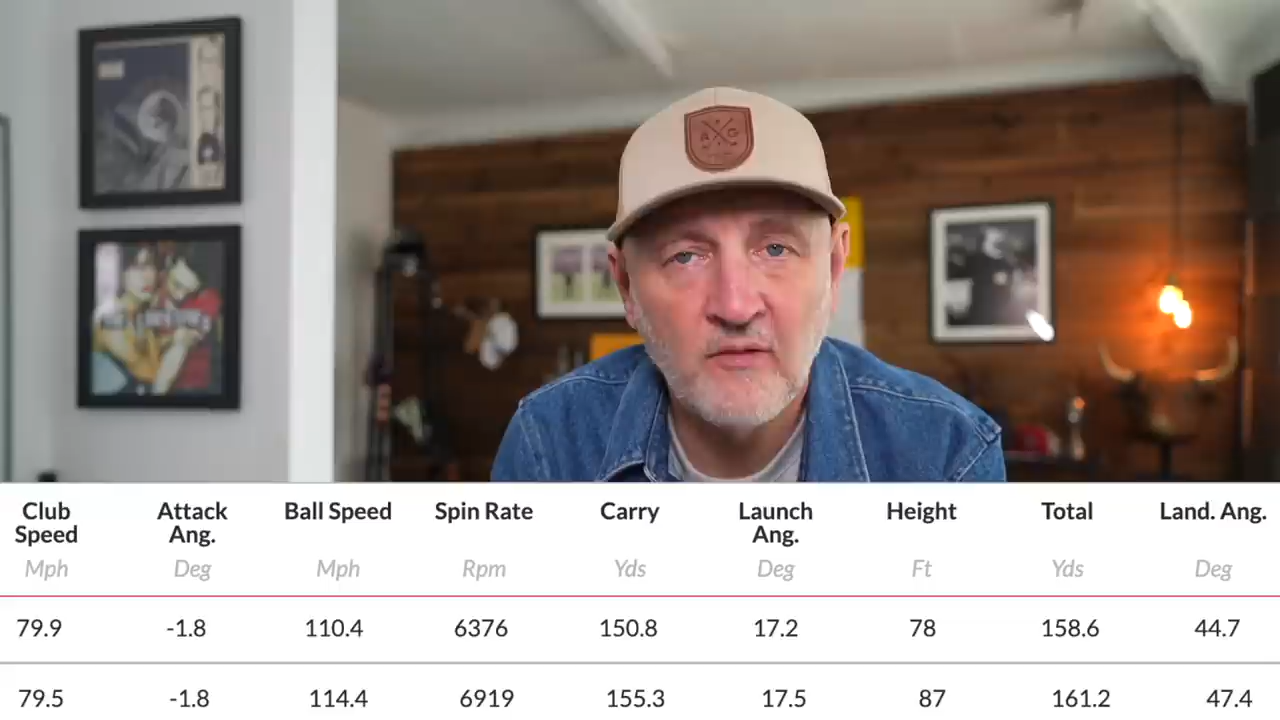 A G
Club Speed Attack Ang. Ball Speed Spin Rate Carry Launch Ang. Height Total Land. Ang.
Mph Deg Mph Rpm Yds Deg Ft Yds Deg
79.9 -1.8 110.4 6376 150.8 17.2 78 158.6 44.7
79.5 -1.8 114.4 6919 155.3 17.5 87 161.2 47.4